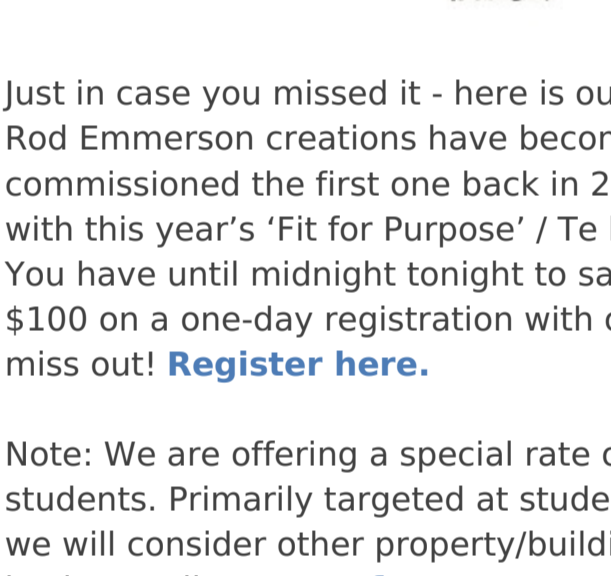 Just in case you missed it - here is ou
Rod Emmerson creations have becor
commissioned the first one back in 2
with this year’s ‘Fit for Purpose’ / Te
You have until midnight tonight to sa
$100 on a one-day registration with
miss out! Register here.
Note: We are offering a special rate
students. Primarily targeted at stude
we will consider other property/buildi